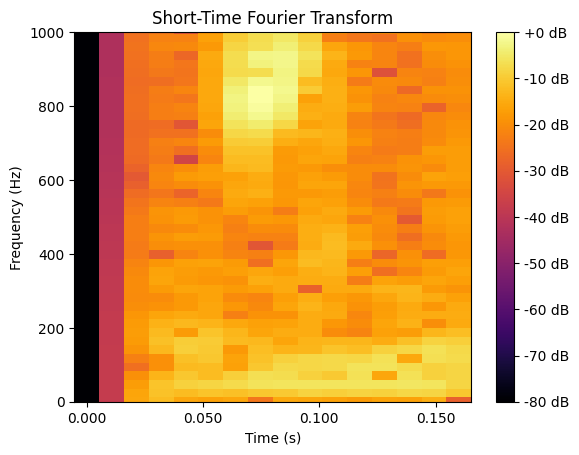 Short-Time Fourier Transform
1000
800
600
400
200
0
Frequency (Hz)
0.000
0.050
0.100
0.150
Time (s)
+0 dB
-10 dB
-20 dB
-30 dB
-40 dB
-50 dB
-60 dB
-70 dB
-80 dB